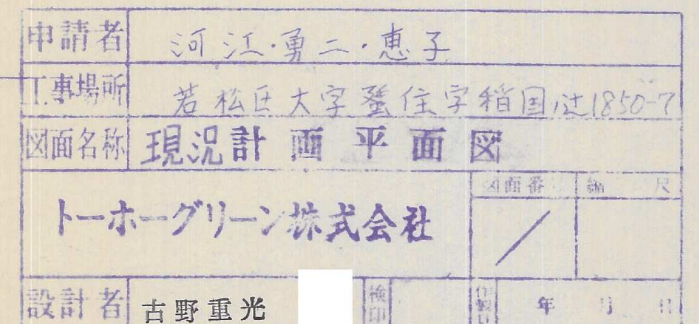 申請者 河江・勇二・恵子
工事場所 若松区大字蜑住字稲国辻1850-7
図面名称 現況計画平面図
トーホーグリーン株式会社
図面番 縮尺
設計者 古野重光 検印 年月日